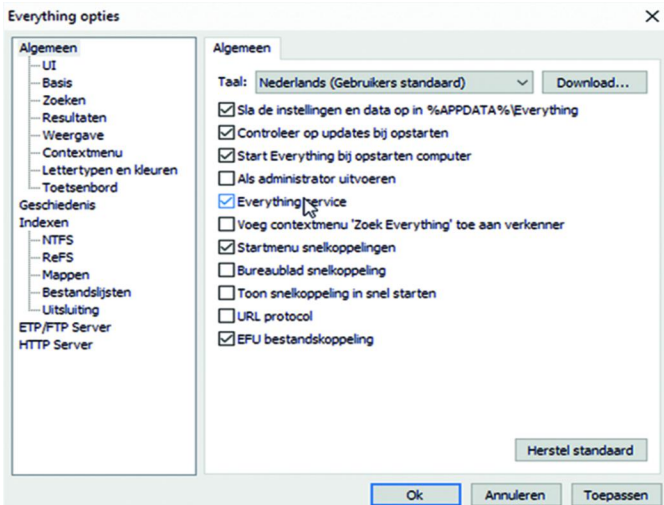 Everything opties
Algemeen
UI
Basis
Zoeken
Resultaten
Weergave
Contextmenu
Lettertypen en kleuren
Toetsenbord
Geschiedenis
Indexen
NTFS
ReFS
Mappen
Bestandslijsten
Uitsluiting
ETP/FTP Server
HTTP Server
Algemeen
Taal: Nederlands (Gebruikers standaard) Download...
Sla de instellingen en data op in %APPDATA%\Everything
Controleer op updates bij opstarten
Start Everything bij opstarten computer
Als administrator uitvoeren
Everything service
Voeg contextmenu 'Zoek Everything' toe aan verkenner
Startmenu snelkoppelingen
Bureaublad snelkoppeling
Toon snelkoppeling in snel starten
URL protocol
EFU bestandskoppeling
Herstel standaard
Ok Annuleren Toepassen